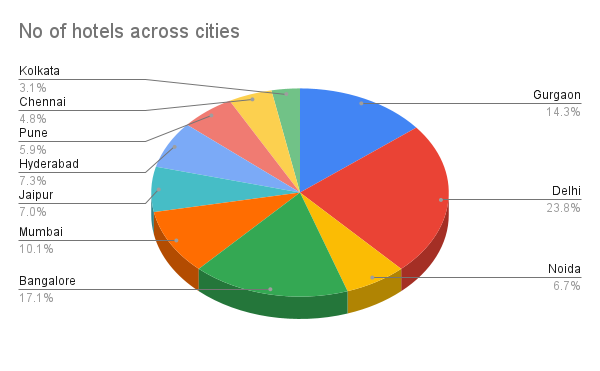 No of hotels across cities
Kolkata
3.1%
Chennai
4.8%
Pune
5.9%
Hyderabad
7.3%
Jaipur
7.0%
Mumbai
10.1%
Bangalore
17.1%
Gurgaon
14.3%
Delhi
23.8%
Noida
6.7%